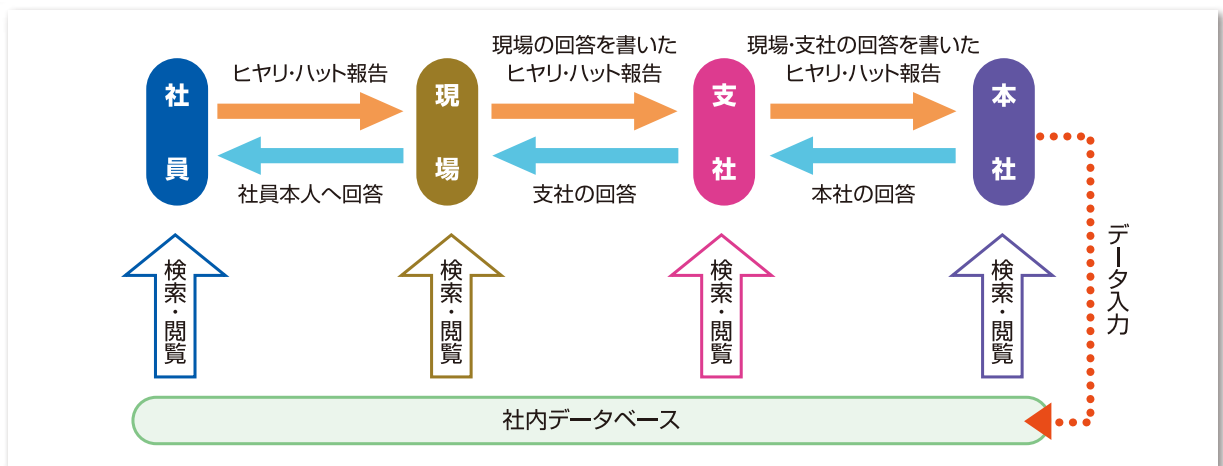 社員
ヒヤリ・ハット報告
社員本人へ回答
現場
現場の回答を書いた
ヒヤリ・ハット報告
支社の回答
支社
現場・支社の回答を書いた
ヒヤリ・ハット報告
本社の回答
本社
データ入力
検索・閲覧
検索・閲覧
検索・閲覧
検索・閲覧
社内データベース